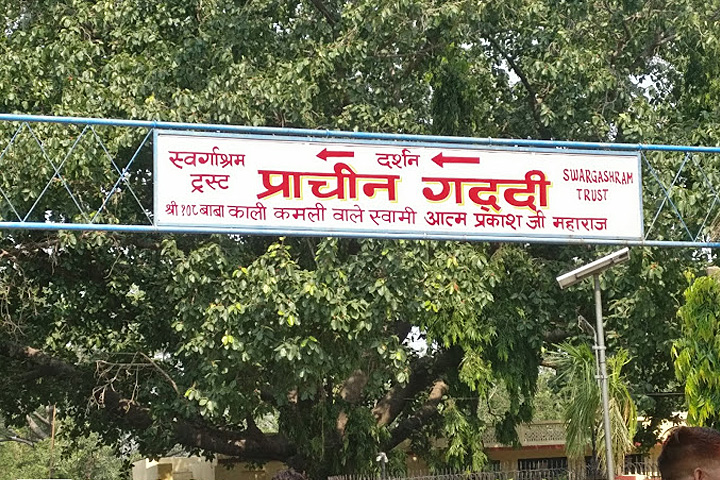 स्वर्गाश्रम ट्रस्ट
← दर्शन ←
प्राचीन गद्दी
SWARGASHRAM TRUST
श्री १०८ बाबा काली कमली वाले स्वामी आत्म प्रकाश जी महाराज